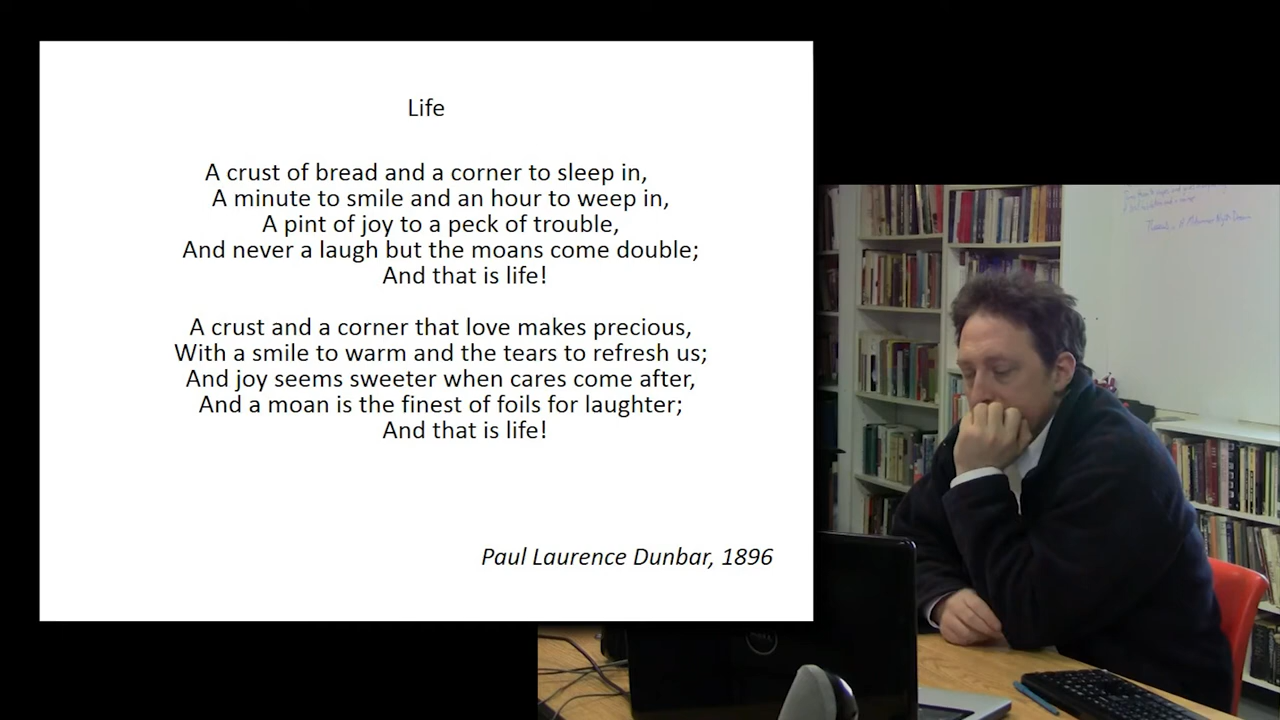 Life
A crust of bread and a corner to sleep in,
A minute to smile and an hour to weep in,
A pint of joy to a peck of trouble,
And never a laugh but the moans come double;
And that is life!
A crust and a corner that love makes precious,
With a smile to warm and the tears to refresh us;
And joy seems sweeter when cares come after,
And a moan is the finest of foils for laughter;
And that is life!
Paul Laurence Dunbar, 1896
DELL